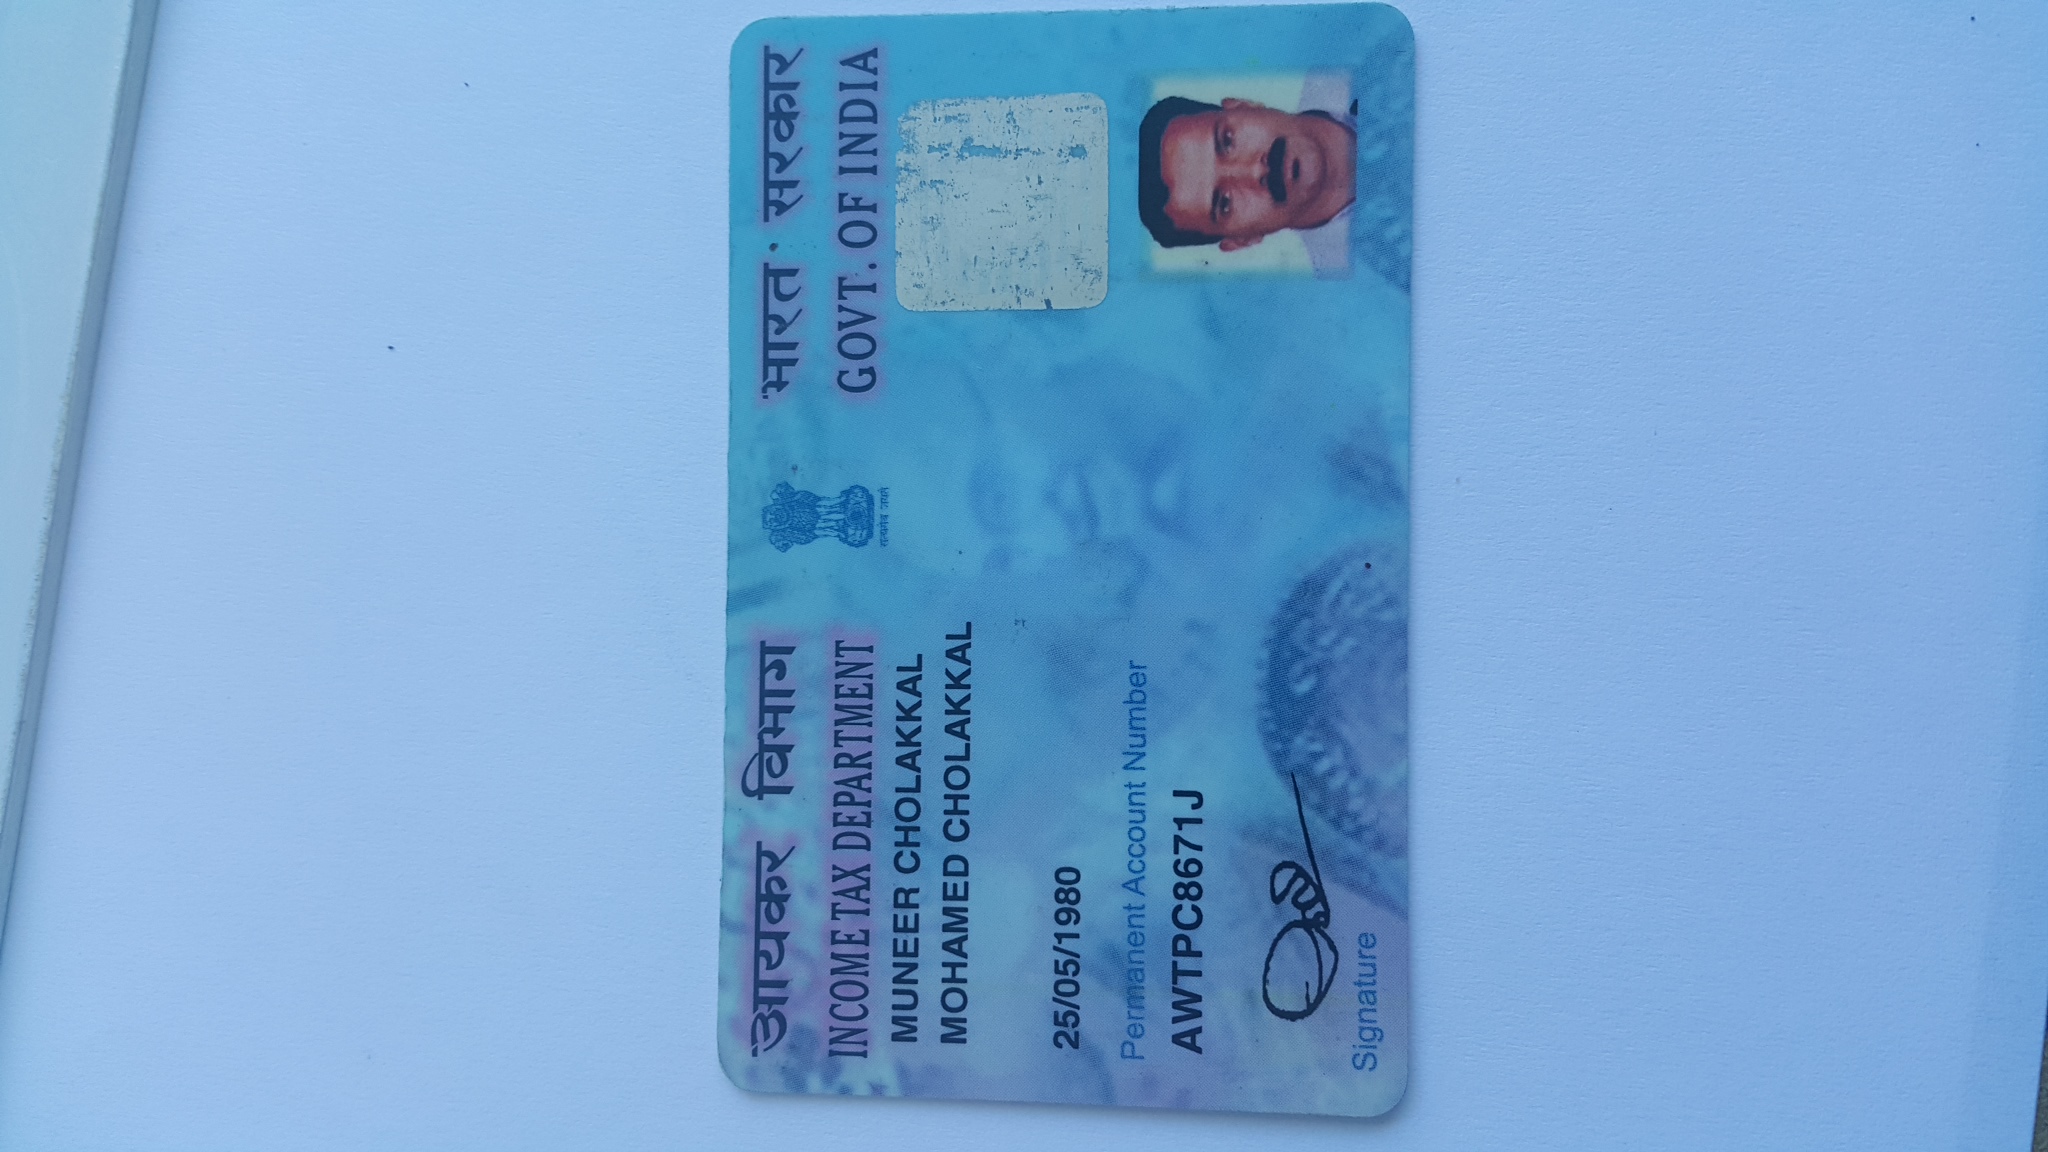 आयकर विभाग
INCOME TAX DEPARTMENT
भारत सरकार
GOVT. OF INDIA
सत्यमेव जयते
MUNEER CHOLAKKAL
MOHAMED CHOLAKKAL
25/05/1980
Permanent Account Number
AWTPC8671J
Signature